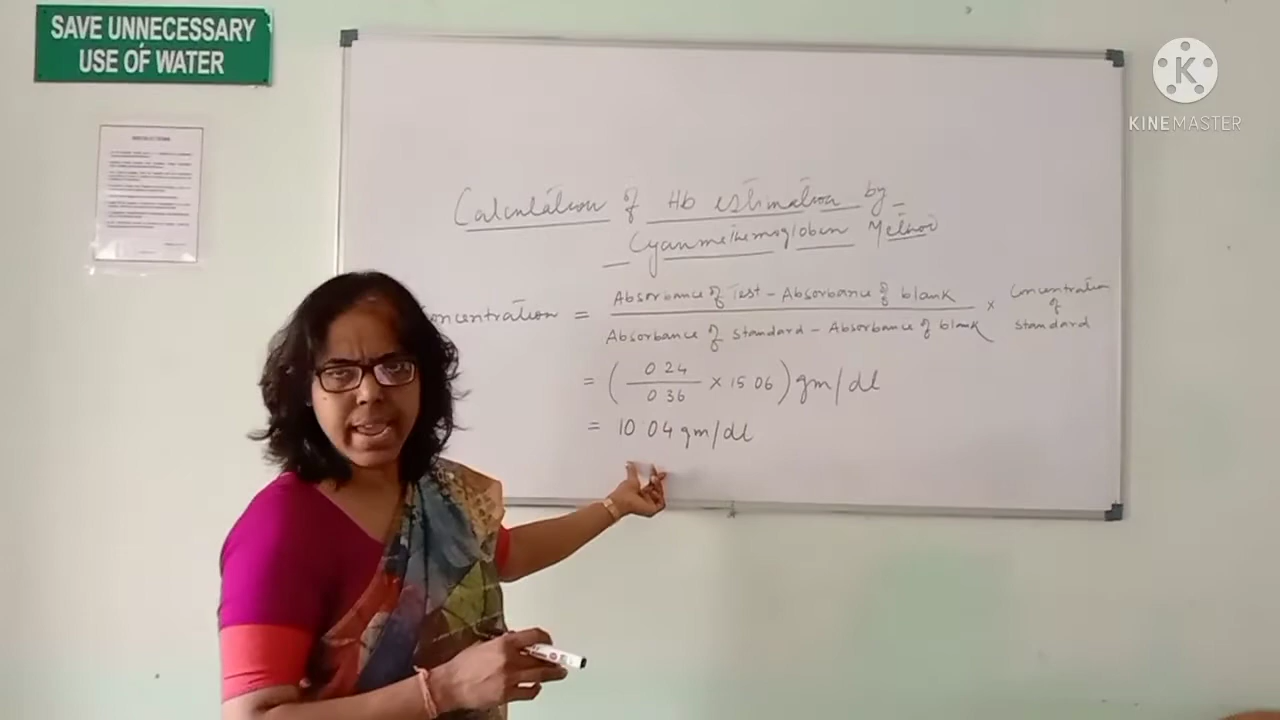 SAVE UNNECESSARY
USE OF WATER
KINEMASTER
Calculation of Hb estimation by
Cyanmethemoglobin Method
Concentration = Absorbance of Test - Absorbance of blank × Concentration of standard
Absorbance of standard - Absorbance of blank
= ( 0.24 × 15.06 ) gm/dl
0.36
= 10.04 gm/dl